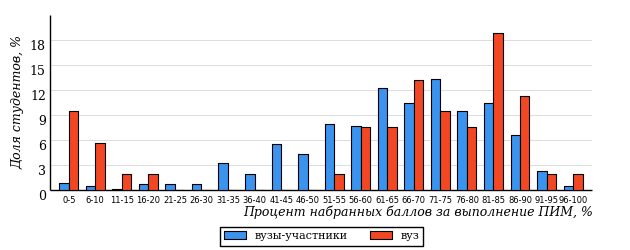 Доля студентов, %
18
15
12
9
6
3
0
0-5 6-10 11-15 16-20 21-25 26-30 31-35 36-40 41-45 46-50 51-55 56-60 61-65 66-70 71-75 76-80 81-85 86-90 91-95 96-100
Процент набранных баллов за выполнение ПИМ, %
вузы-участники вуз